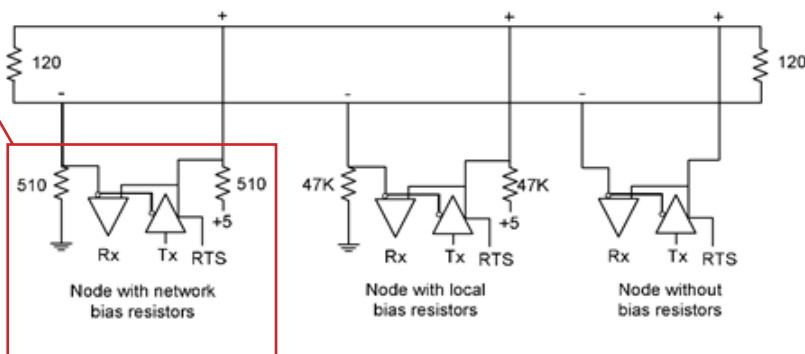 + + +
120 120
- - -
510 510 47K 47K
+5 +5
Rx Tx RTS Rx Tx RTS Rx Tx RTS
Node with network
bias resistors
Node with local
bias resistors
Node without
bias resistors